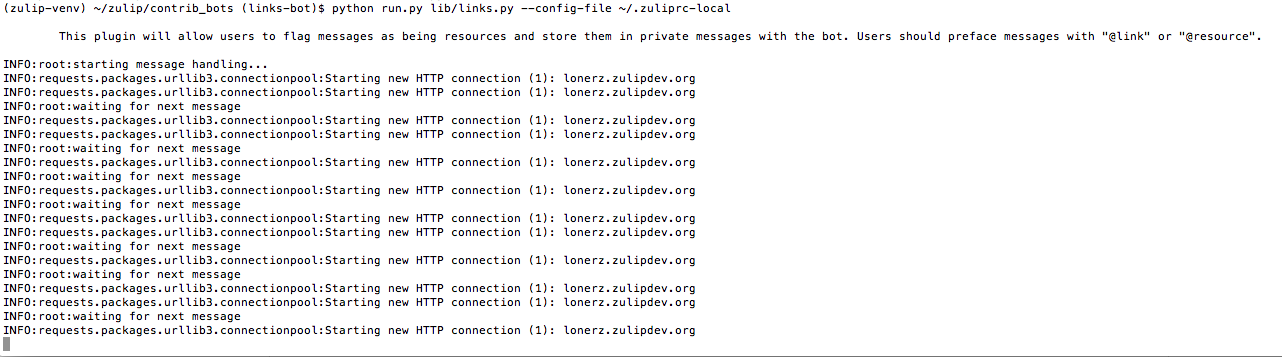 (zulip-venv) ~/zulip/contrib_bots (links-bot)$ python run.py lib/links.py --config-file ~/.zuliprc-local
This plugin will allow users to flag messages as being resources and store them in private messages with the bot. Users should preface messages with "@link" or "@resource".
INFO:root:starting message handling...
INFO:requests.packages.urllib3.connectionpool:Starting new HTTP connection (1): lonerz.zulipdev.org
INFO:requests.packages.urllib3.connectionpool:Starting new HTTP connection (1): lonerz.zulipdev.org
INFO:root:waiting for next message
INFO:requests.packages.urllib3.connectionpool:Starting new HTTP connection (1): lonerz.zulipdev.org
INFO:requests.packages.urllib3.connectionpool:Starting new HTTP connection (1): lonerz.zulipdev.org
INFO:root:waiting for next message
INFO:requests.packages.urllib3.connectionpool:Starting new HTTP connection (1): lonerz.zulipdev.org
INFO:root:waiting for next message
INFO:requests.packages.urllib3.connectionpool:Starting new HTTP connection (1): lonerz.zulipdev.org
INFO:root:waiting for next message
INFO:requests.packages.urllib3.connectionpool:Starting new HTTP connection (1): lonerz.zulipdev.org
INFO:requests.packages.urllib3.connectionpool:Starting new HTTP connection (1): lonerz.zulipdev.org
INFO:root:waiting for next message
INFO:requests.packages.urllib3.connectionpool:Starting new HTTP connection (1): lonerz.zulipdev.org
INFO:root:waiting for next message
INFO:requests.packages.urllib3.connectionpool:Starting new HTTP connection (1): lonerz.zulipdev.org
INFO:requests.packages.urllib3.connectionpool:Starting new HTTP connection (1): lonerz.zulipdev.org
INFO:root:waiting for next message
INFO:requests.packages.urllib3.connectionpool:Starting new HTTP connection (1): lonerz.zulipdev.org